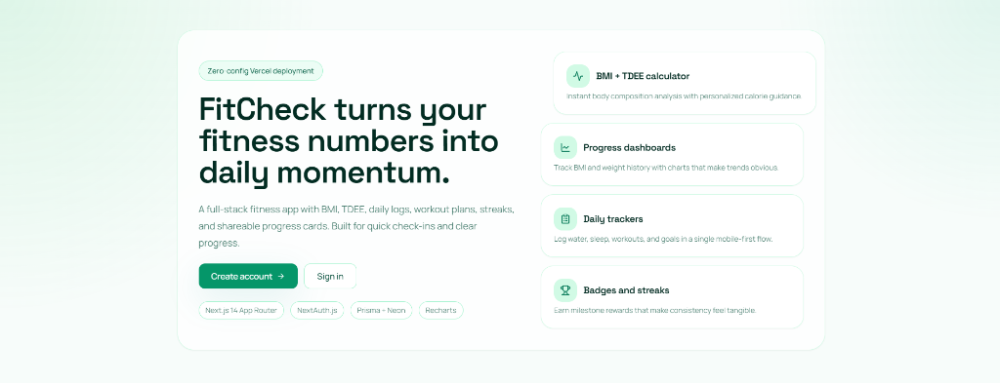 Zero-config Vercel deployment
FitCheck turns your
fitness numbers into
daily momentum.
A full-stack fitness app with BMI, TDEE, daily logs, workout plans, streaks,
and shareable progress cards. Built for quick check-ins and clear
progress.
Create account →
Sign in
Next.js 14 App Router
NextAuth.js
Prisma + Neon
Recharts
BMI + TDEE calculator
Instant body composition analysis with personalized calorie guidance.
Progress dashboards
Track BMI and weight history with charts that make trends obvious.
Daily trackers
Log water, sleep, workouts, and goals in a single mobile-first flow.
Badges and streaks
Earn milestone rewards that make consistency feel tangible.